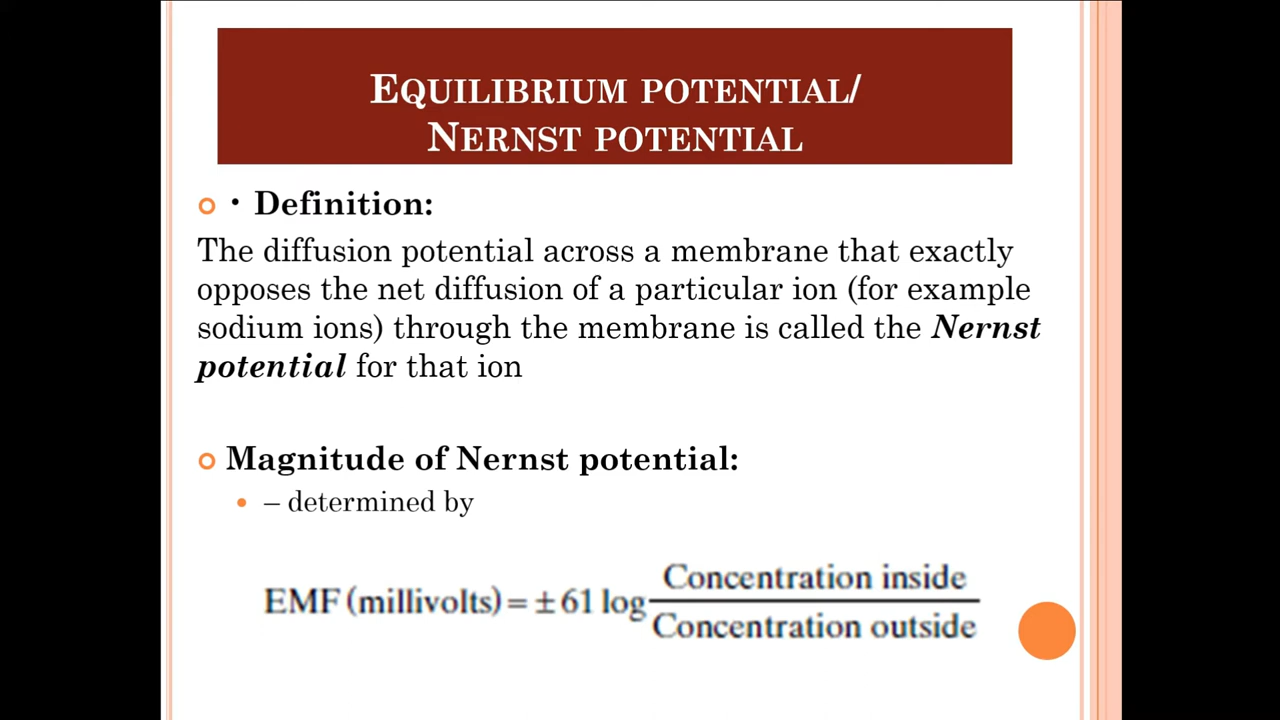 EQUILIBRIUM POTENTIAL/
NERNST POTENTIAL
• Definition:
The diffusion potential across a membrane that exactly
opposes the net diffusion of a particular ion (for example
sodium ions) through the membrane is called the Nernst
potential for that ion
Magnitude of Nernst potential:
• – determined by
EMF (millivolts) = ± 61 log Concentration inside / Concentration outside